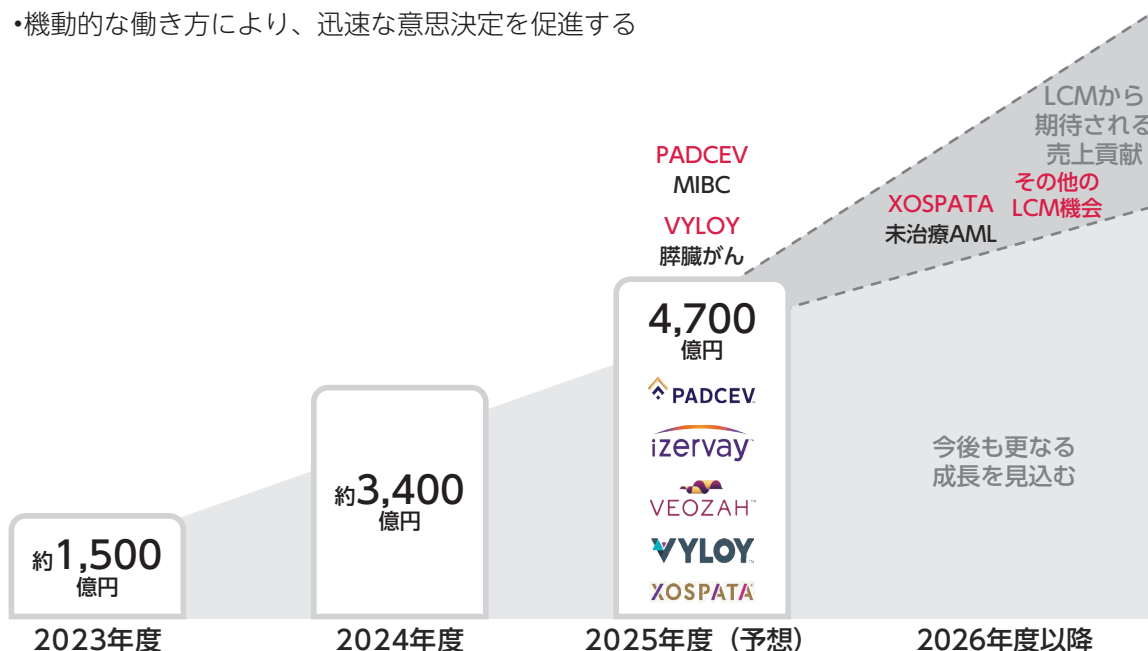 •機動的な働き方により、迅速な意思決定を促進する
LCMから
期待される
売上貢献
PADCEV
MIBC
VYLOY
膵臓がん
XOSPATA
未治療AML
その他の
LCM機会
4,700
億円
PADCEV
izervay
VEOZAH™
VYLOY
XOSPATA
今後も更なる
成長を見込む
約3,400
億円
約1,500
億円
2023年度
2024年度
2025年度（予想）
2026年度以降